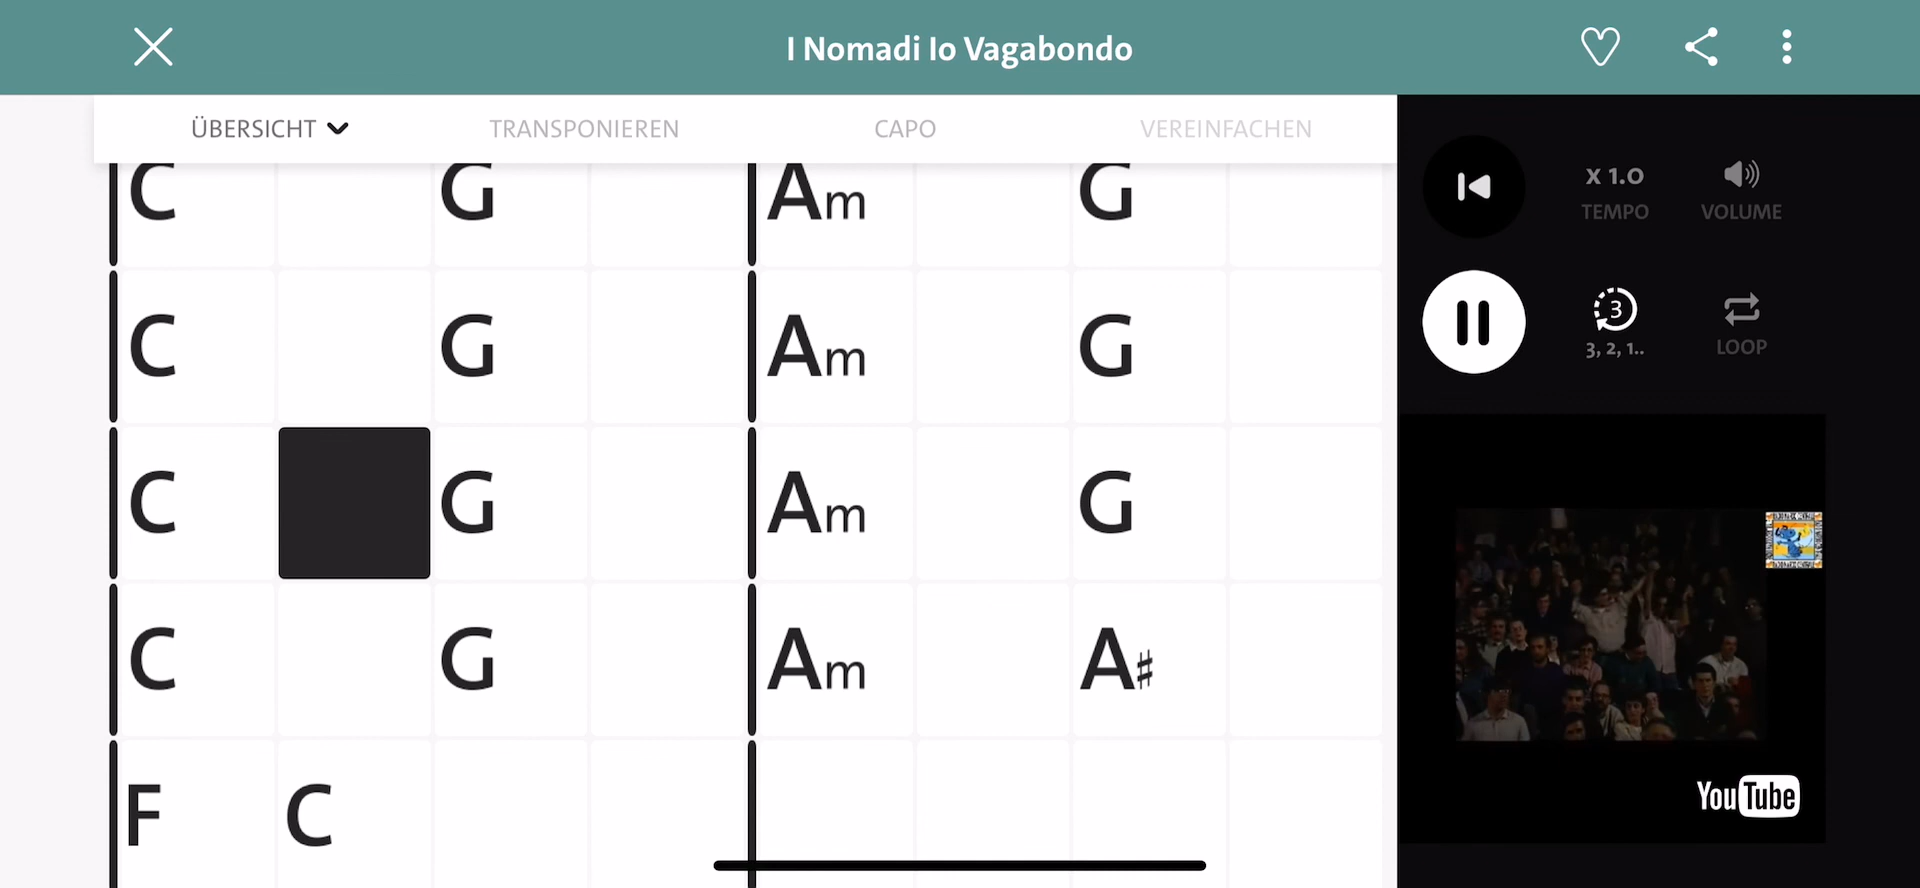 I Nomadi Io Vagabondo
ÜBERSICHT TRANSPONIEREN CAPO VEREINFACHEN
C G Am G
C G Am G
C G Am G
C G Am A♯
F C
X 1.0
TEMPO
VOLUME
3
3, 2, 1..
LOOP
YouTube